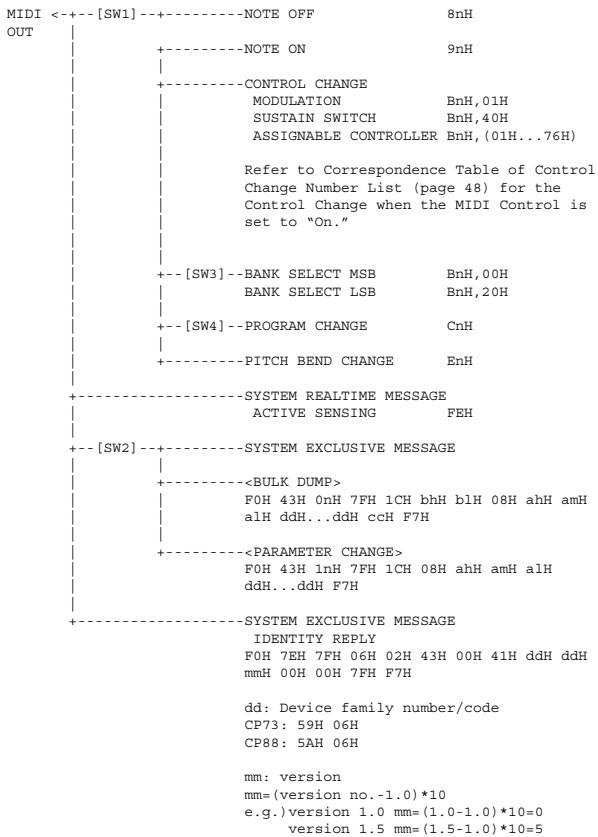 MIDI <-+--[SW1]--+---------NOTE OFF 8nH
OUT
+---------NOTE ON 9nH
+---------CONTROL CHANGE
MODULATION BnH,01H
SUSTAIN SWITCH BnH,40H
ASSIGNABLE CONTROLLER BnH,(01H...76H)
Refer to Correspondence Table of Control
Change Number List (page 48) for the
Control Change when the MIDI Control is
set to “On.”
+--[SW3]--BANK SELECT MSB BnH,00H
BANK SELECT LSB BnH,20H
+--[SW4]--PROGRAM CHANGE CnH
+---------PITCH BEND CHANGE EnH
+-------------------SYSTEM REALTIME MESSAGE
ACTIVE SENSING FEH
+--[SW2]--+---------SYSTEM EXCLUSIVE MESSAGE
+---------<BULK DUMP>
F0H 43H 0nH 7FH 1CH bhH blH 08H ahH amH
alH ddH...ddH ccH F7H
+---------<PARAMETER CHANGE>
F0H 43H 1nH 7FH 1CH 08H ahH amH alH
ddH...ddH F7H
+-------------------SYSTEM EXCLUSIVE MESSAGE
IDENTITY REPLY
F0H 7EH 7FH 06H 02H 43H 00H 41H ddH ddH
mmH 00H 00H 7FH F7H
dd: Device family number/code
CP73: 59H 06H
CP88: 5AH 06H
mm: version
mm=(version no.-1.0)*10
e.g.)version 1.0 mm=(1.0-1.0)*10=0
version 1.5 mm=(1.5-1.0)*10=5